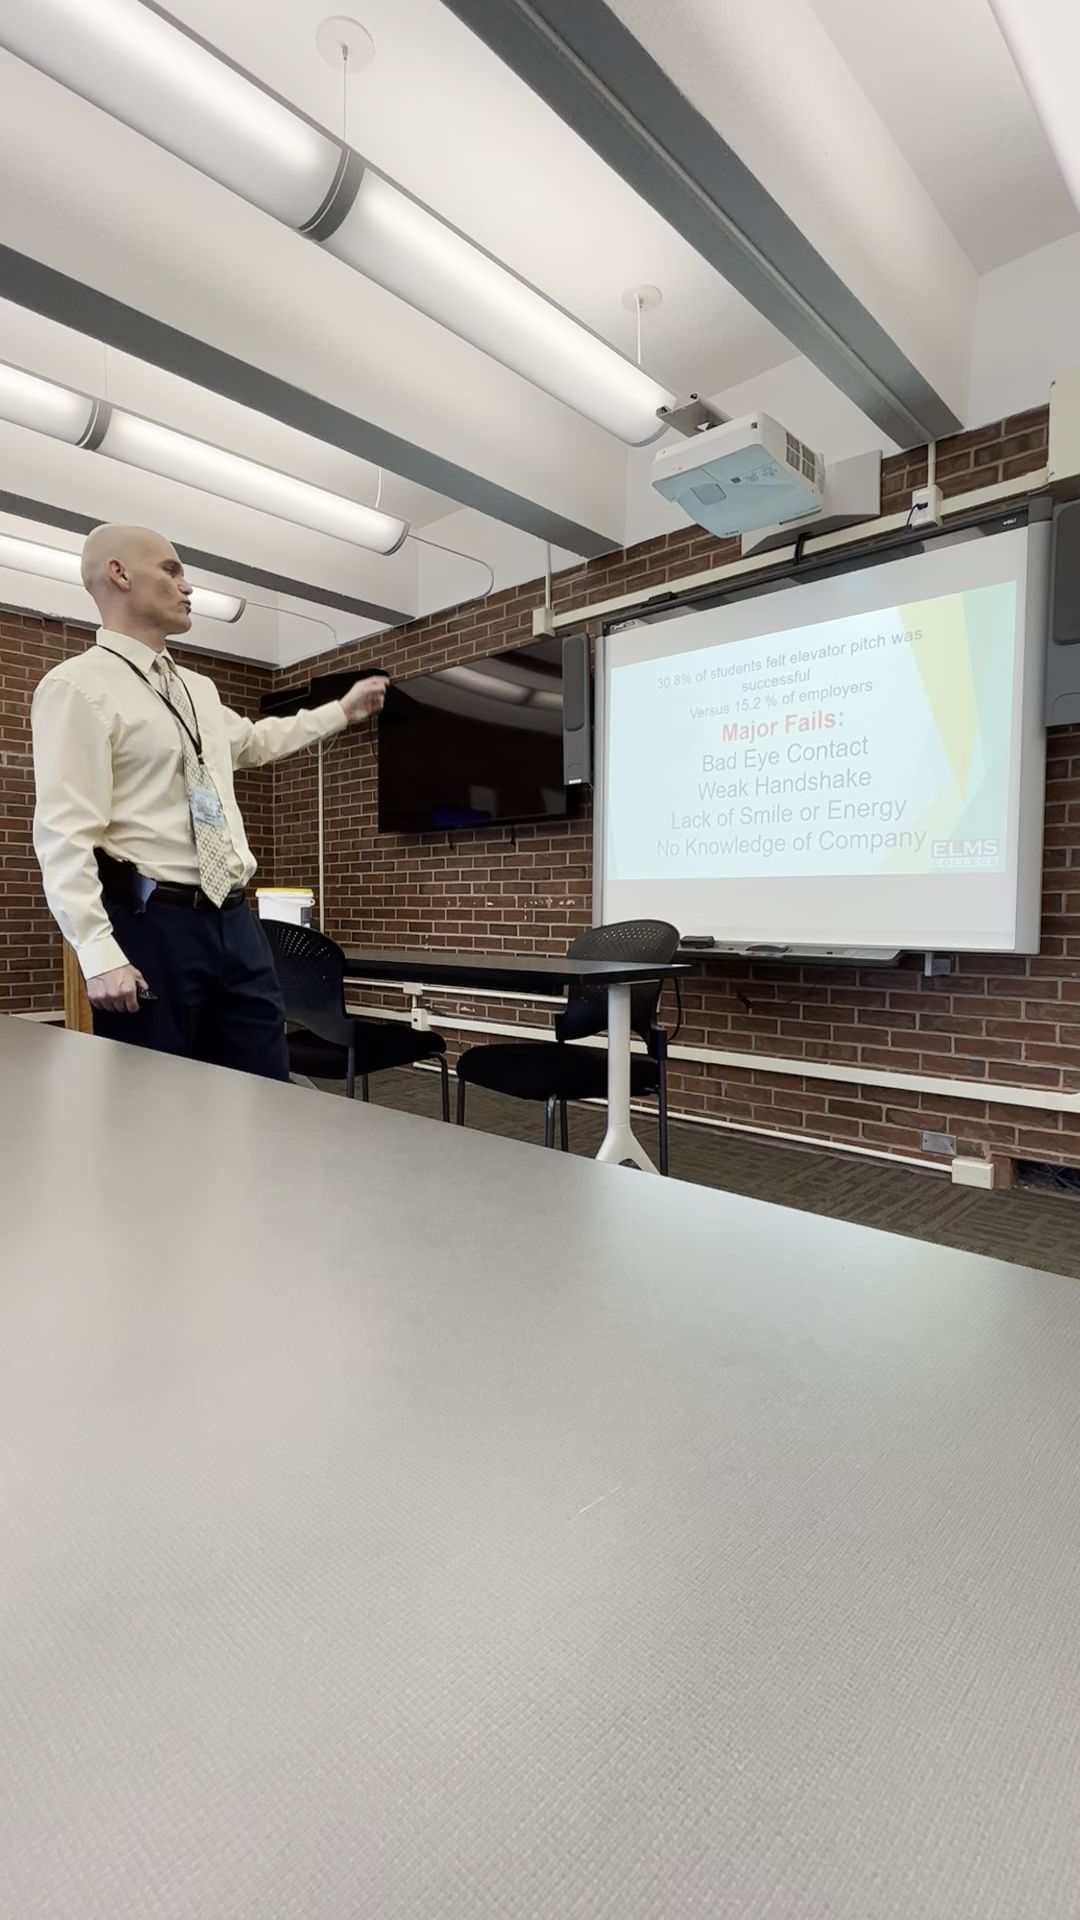 30.8% of students felt elevator pitch was
successful
Versus 15.2 % of employers
Major Fails:
Bad Eye Contact
Weak Handshake
Lack of Smile or Energy
No Knowledge of Company
ELMS
COLLEGE